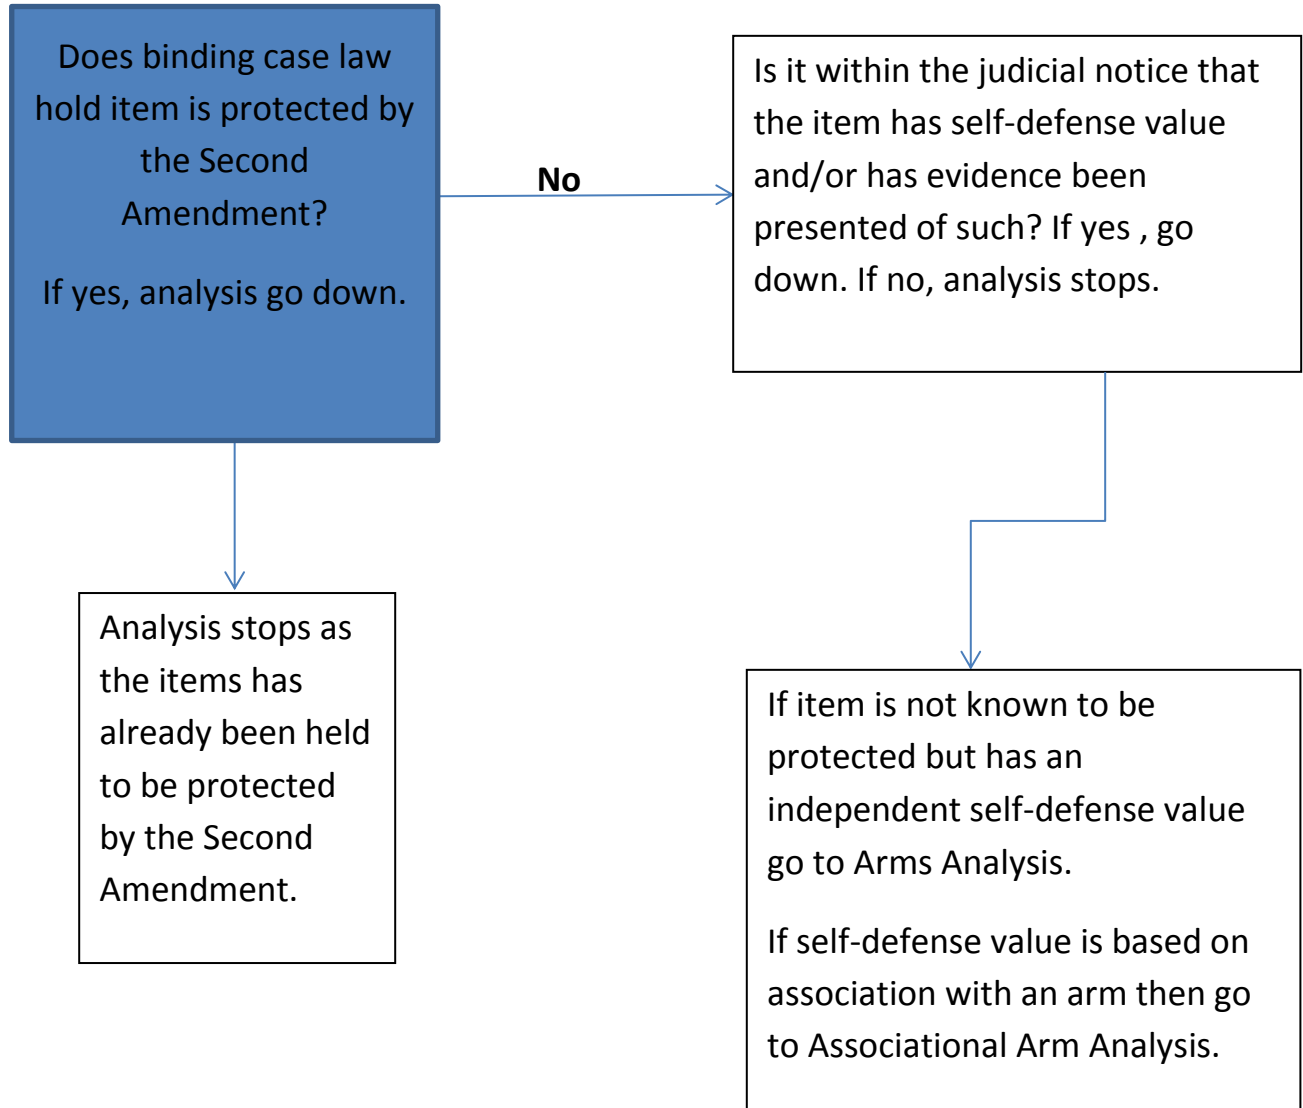 Does binding case law
hold item is protected by
the Second
Amendment?
If yes, analysis go down.
No
Is it within the judicial notice that
the item has self-defense value
and/or has evidence been
presented of such? If yes , go
down. If no, analysis stops.
Analysis stops as
the items has
already been held
to be protected
by the Second
Amendment.
If item is not known to be
protected but has an
independent self-defense value
go to Arms Analysis.
If self-defense value is based on
association with an arm then go
to Associational Arm Analysis.